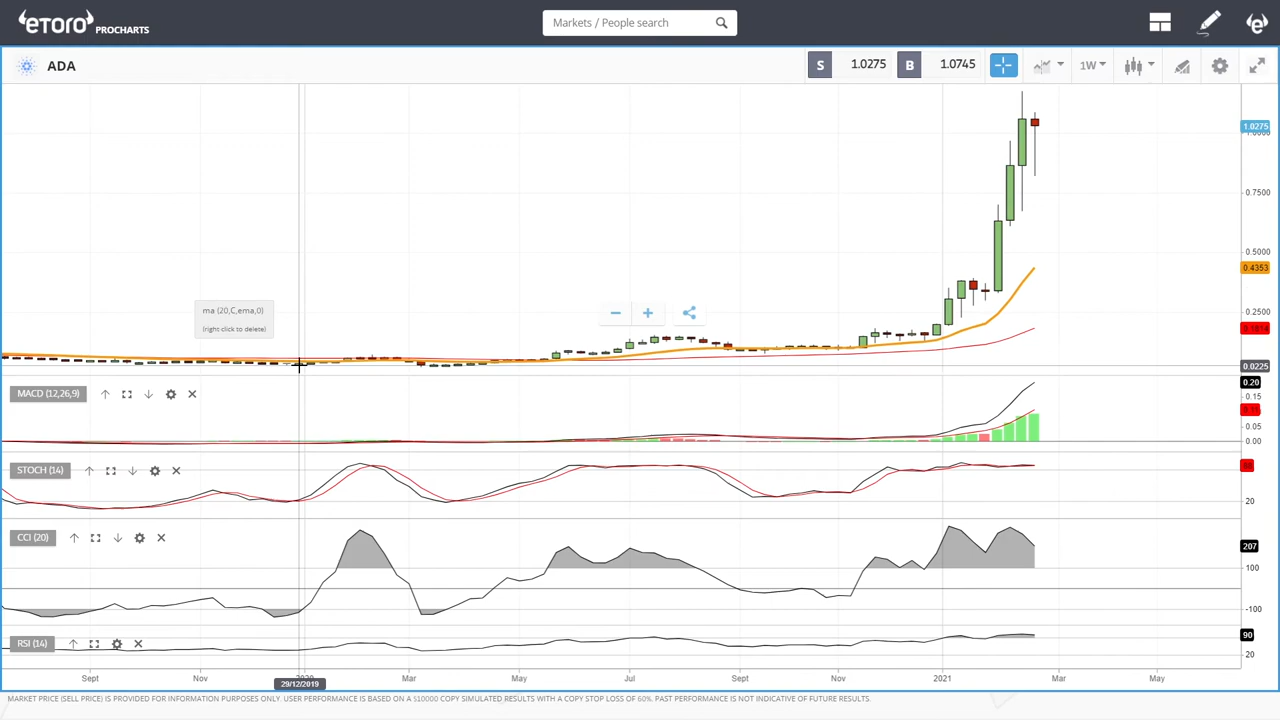 eToro PROCHARTS
Markets / People search
ADA
S 1.0275 B 1.0745
1W
1.0275
1.0000
0.7500
0.5000
0.4353
0.2500
0.0225
ma (20,C,ema,0)
(right click to delete)
MACD (12,26,9)
0.20
0.15
0.11
0.05
0.00
STOCH (14)
88
20
CCI (20)
207
100
-100
RSI (14)
90
20
Sept Nov Mar May Jul Sept Nov 2021 Mar May
29/12/2019
MARKET PRICE (SELL PRICE) IS PROVIDED FOR INFORMATION PURPOSES ONLY. USER PERFORMANCE IS BASED ON A $10000 COPY SIMULATED RESULTS WITH A COPY STOP LOSS OF 60%. PAST PERFORMANCE IS NOT INDICATIVE OF FUTURE RESULTS.